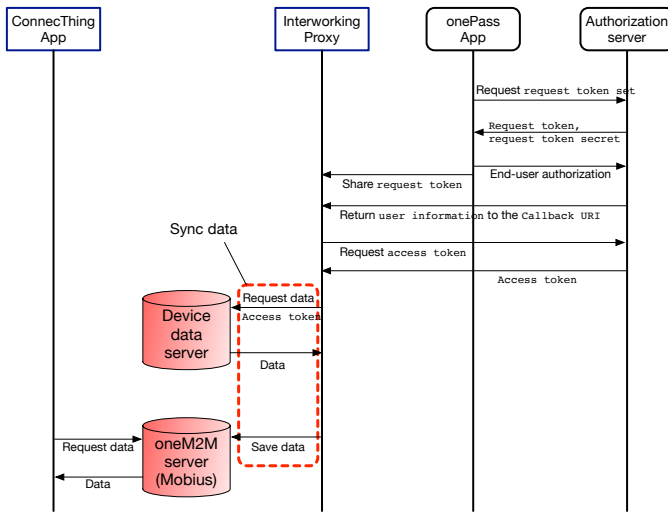 ConnecThing
App
Interworking
Proxy
onePass
App
Authorization
server
Request request token set
Request token,
request token secret
End-user authorization
Share request token
Return user information to the Callback URI
Sync data
Request access token
Access token
Request data
Access token
Device
data
server
Data
Request data
oneM2M
server
(Mobius)
Save data
Data